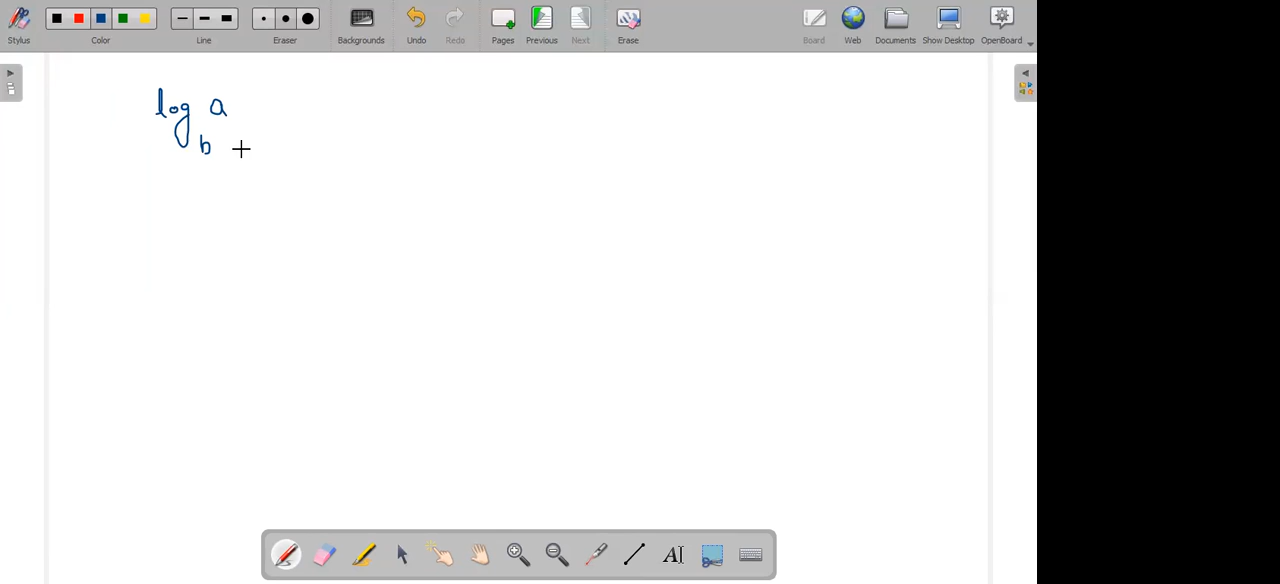 Stylus Color Line Eraser Backgrounds Undo Redo Pages Previous Next Erase Board Web Documents Show Desktop OpenBoard
log a
b
A